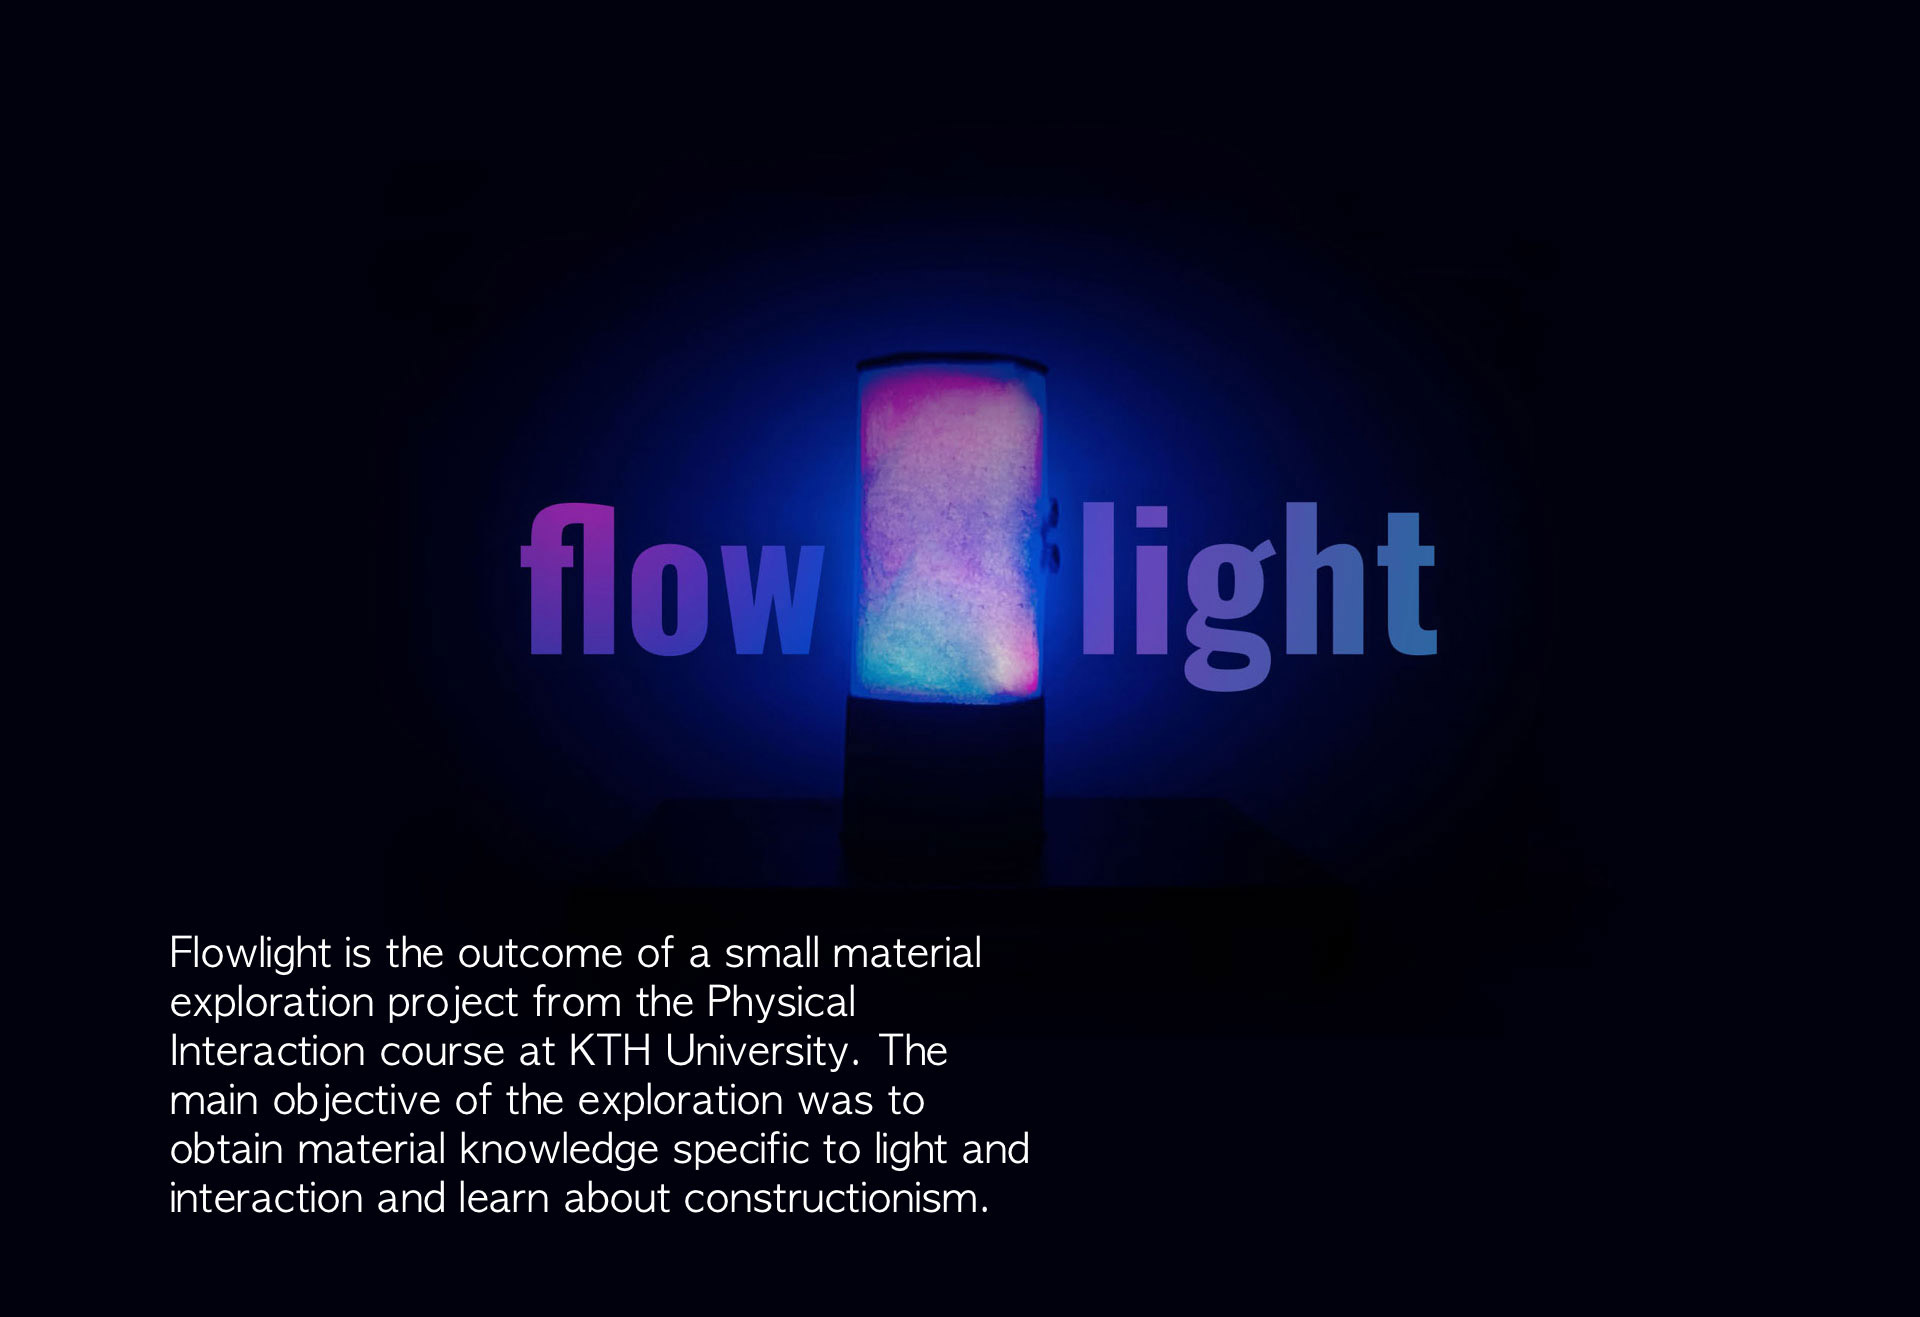 flow light
Flowlight is the outcome of a small material
exploration project from the Physical
Interaction course at KTH University. The
main objective of the exploration was to
obtain material knowledge specific to light and
interaction and learn about constructionism.